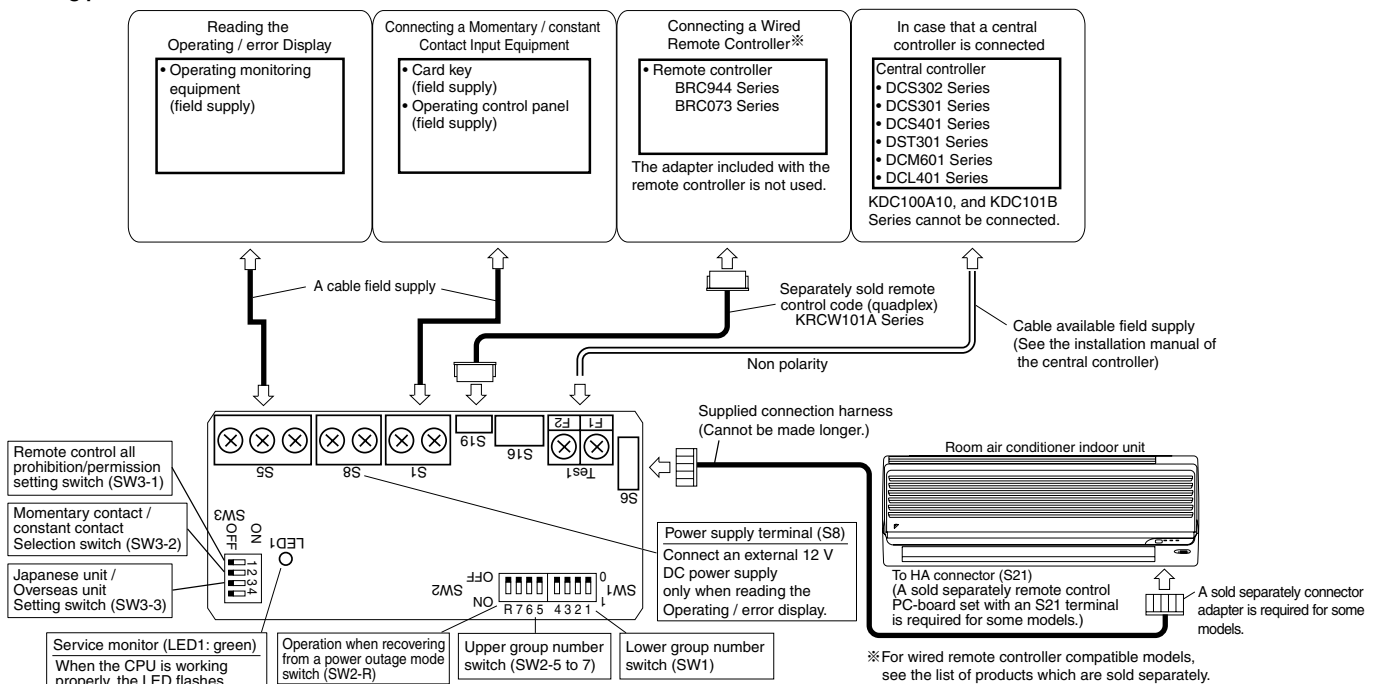 Reading the
Operating / error Display
• Operating monitoring
equipment
(field supply)
Connecting a Momentary / constant
Contact Input Equipment
• Card key
(field supply)
• Operating control panel
(field supply)
Connecting a Wired
Remote Controller※
• Remote controller
BRC944 Series
BRC073 Series
The adapter included with the
remote controller is not used.
In case that a central
controller is connected
Central controller
• DCS302 Series
• DCS301 Series
• DCS401 Series
• DST301 Series
• DCM601 Series
• DCL401 Series
KDC100A10, and KDC101B
Series cannot be connected.
A cable field supply
Separately sold remote
control code (quadplex)
KRCW101A Series
Non polarity
Cable available field supply
(See the installation manual of
the central controller)
Supplied connection harness
(Cannot be made longer.)
Room air conditioner indoor unit
S5
S8
S1
S19
S16
F2
F1
Tes1
S6
Remote control all
prohibition/permission
setting switch (SW3-1)
Momentary contact /
constant contact
Selection switch (SW3-2)
Japanese unit /
Overseas unit
Setting switch (SW3-3)
SW3
OFF
ON
1
2
3
4
LED1
SW2
OFF
ON
R 7 6 5
4 3 2 1
0
1
SW1
Power supply terminal (S8)
Connect an external 12 V
DC power supply
only when reading the
Operating / error display.
To HA connector (S21)
(A sold separately remote control
PC-board set with an S21 terminal
is required for some models.)
A sold separately connector
adapter is required for some
models.
Service monitor (LED1: green)
When the CPU is working
properly, the LED flashes
Operation when recovering
from a power outage mode
switch (SW2-R)
Upper group number
switch (SW2-5 to 7)
Lower group number
switch (SW1)
※For wired remote controller compatible models,
see the list of products which are sold separately.